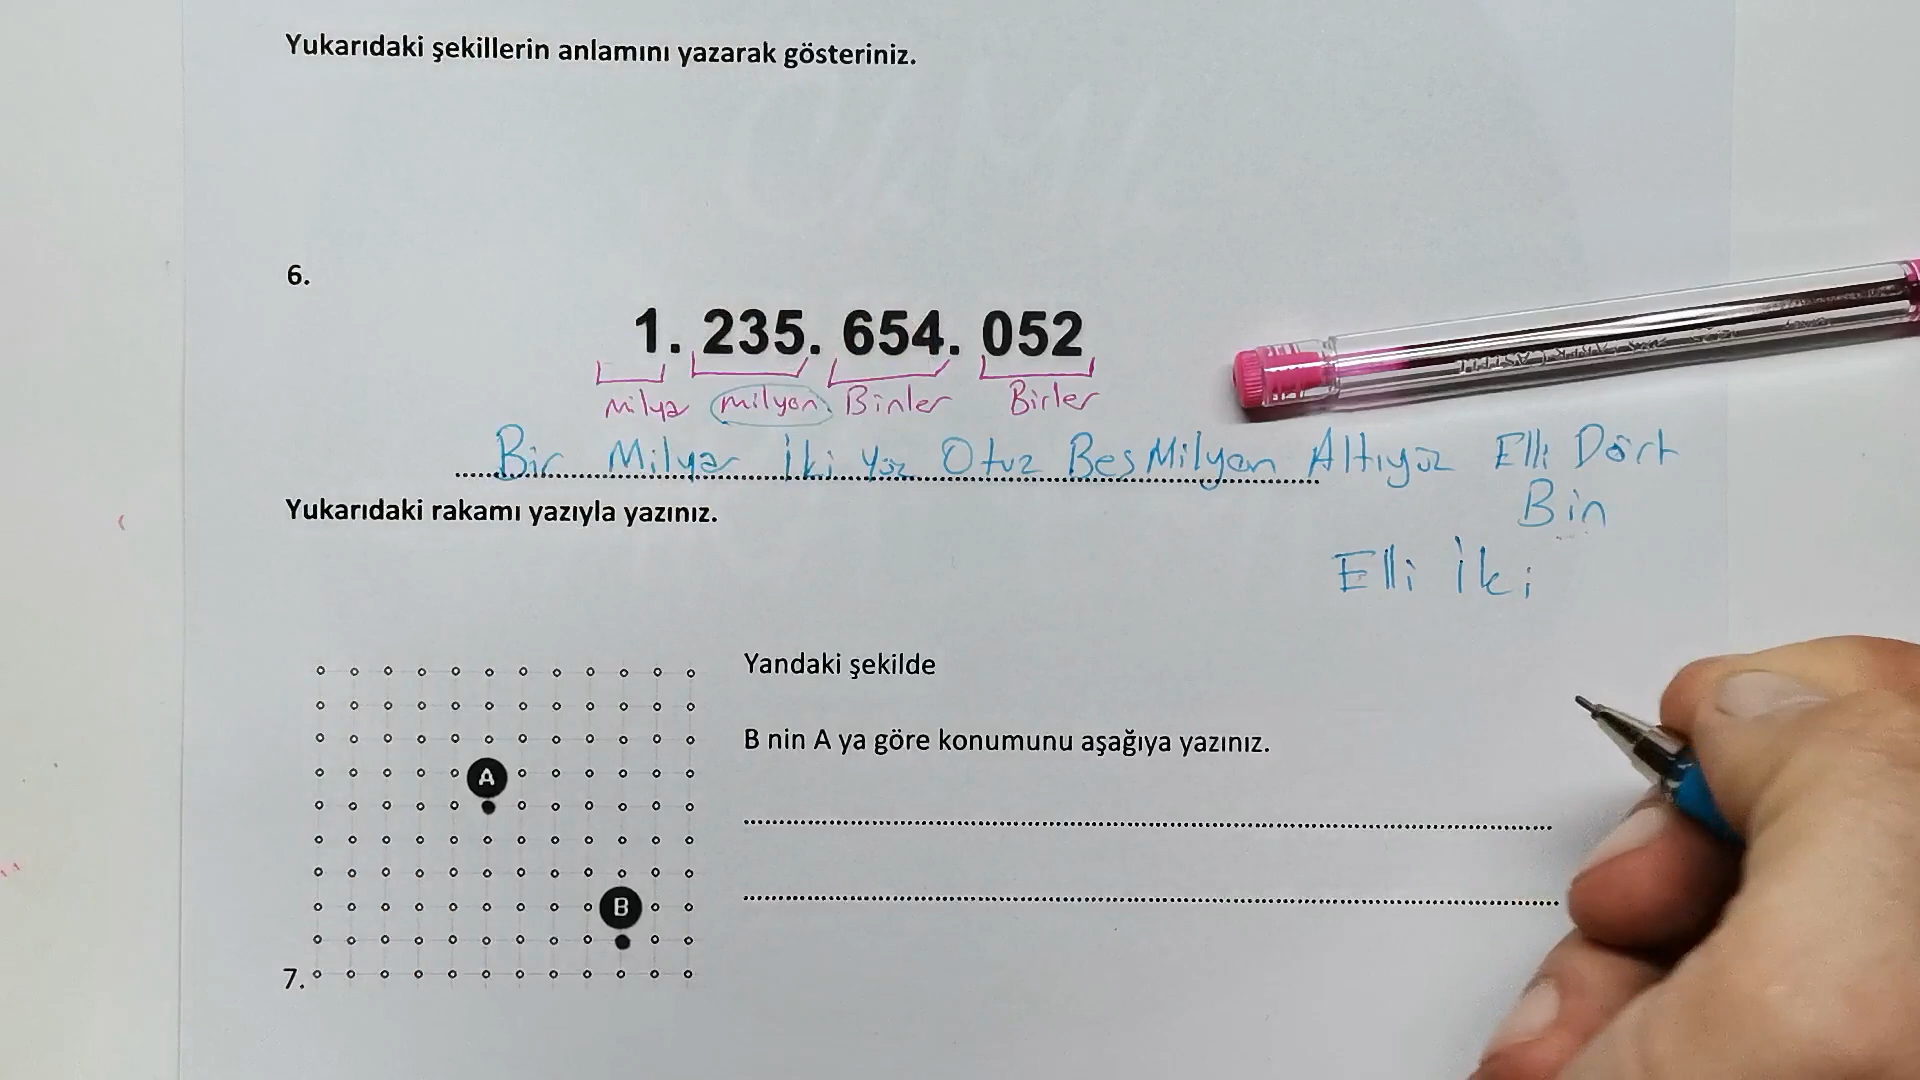 Yukarıdaki şekillerin anlamını yazarak gösteriniz.
6.
1. 235. 654. 052
Milya milyon Binler Birler
Bir Milyar İki Yüz Otuz Beş Milyon Altıyüz Elli Dört
Bin
Yukarıdaki rakamı yazıyla yazınız.
Elli İki
Yandaki şekilde
B nin A ya göre konumunu aşağıya yazınız.
A
B
7.